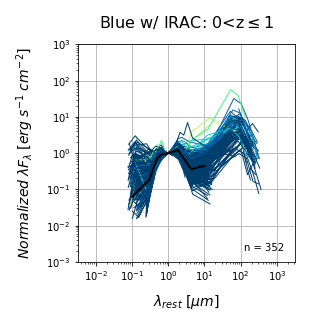 Blue w/ IRAC: 0<z≤1
Normalized λF_λ [erg s⁻¹ cm⁻²]
10³
10²
10¹
10⁰
10⁻¹
10⁻²
10⁻³
n = 352
10⁻² 10⁻¹ 10⁰ 10¹ 10² 10³
λ_rest [μm]